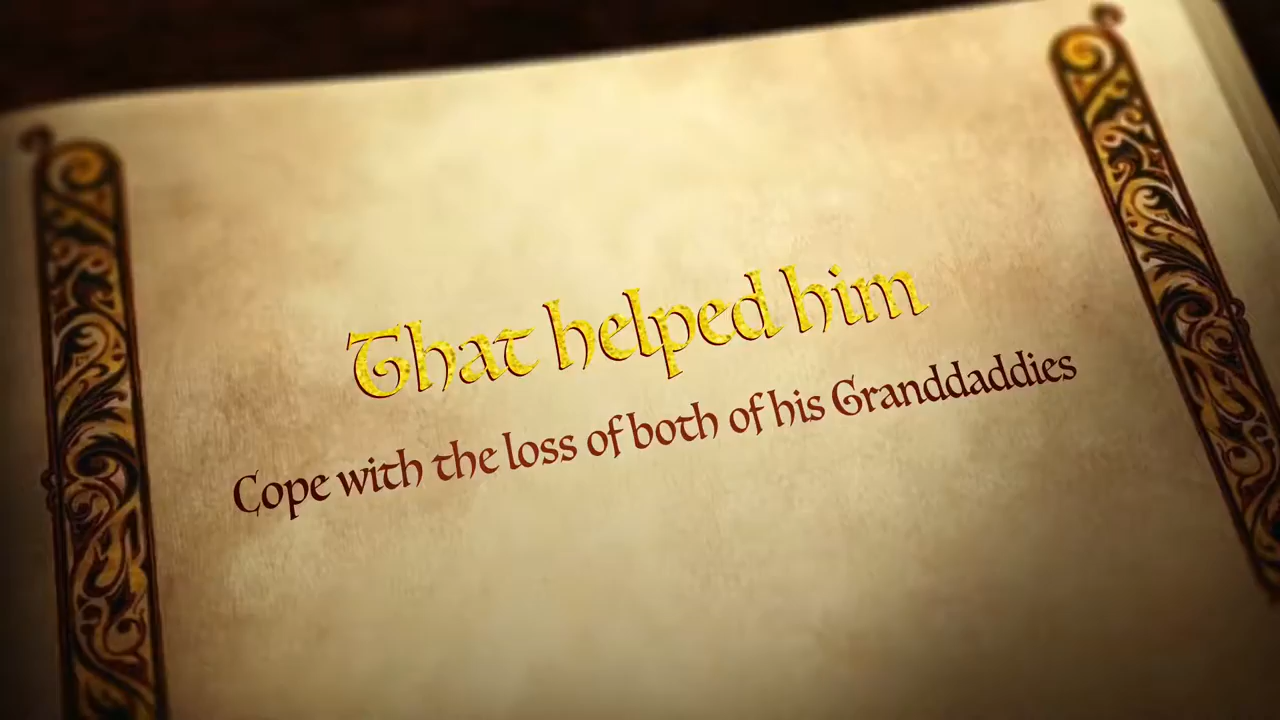 That helped him
Cope with the loss of both of his Granddaddies